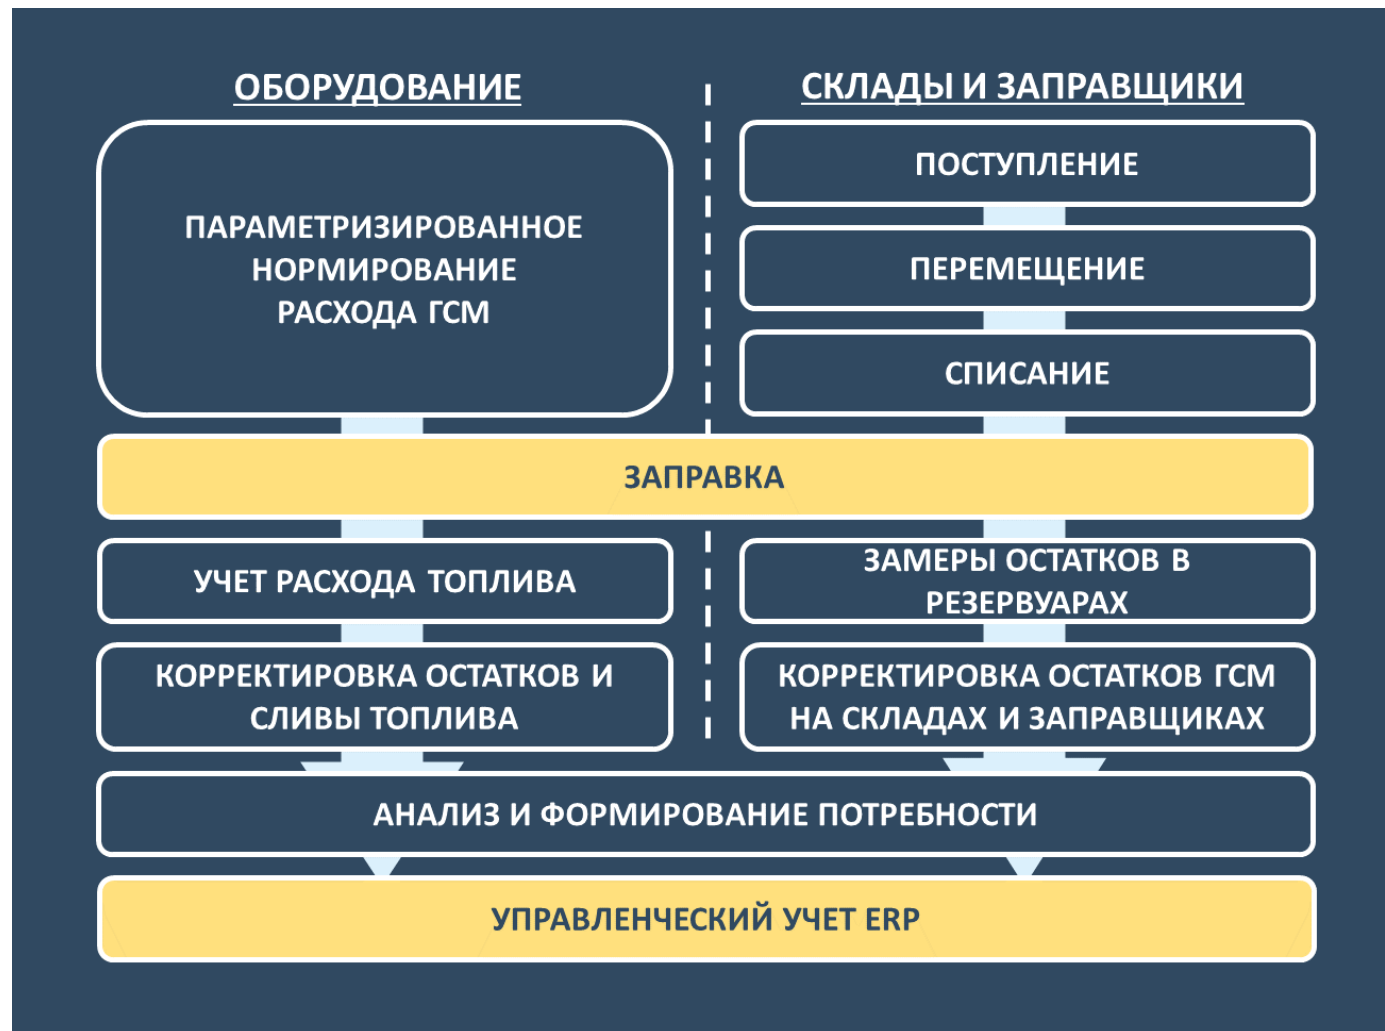 ОБОРУДОВАНИЕ
ПАРАМЕТРИЗИРОВАННОЕ
НОРМИРОВАНИЕ
РАСХОДА ГСМ
СКЛАДЫ И ЗАПРАВЩИКИ
ПОСТУПЛЕНИЕ
ПЕРЕМЕЩЕНИЕ
СПИСАНИЕ
ЗАПРАВКА
УЧЕТ РАСХОДА ТОПЛИВА
КОРРЕКТИРОВКА ОСТАТКОВ И
СЛИВЫ ТОПЛИВА
ЗАМЕРЫ ОСТАТКОВ В
РЕЗЕРВУАРАХ
КОРРЕКТИРОВКА ОСТАТКОВ ГСМ
НА СКЛАДАХ И ЗАПРАВЩИКАХ
АНАЛИЗ И ФОРМИРОВАНИЕ ПОТРЕБНОСТИ
УПРАВЛЕНЧЕСКИЙ УЧЕТ ERP